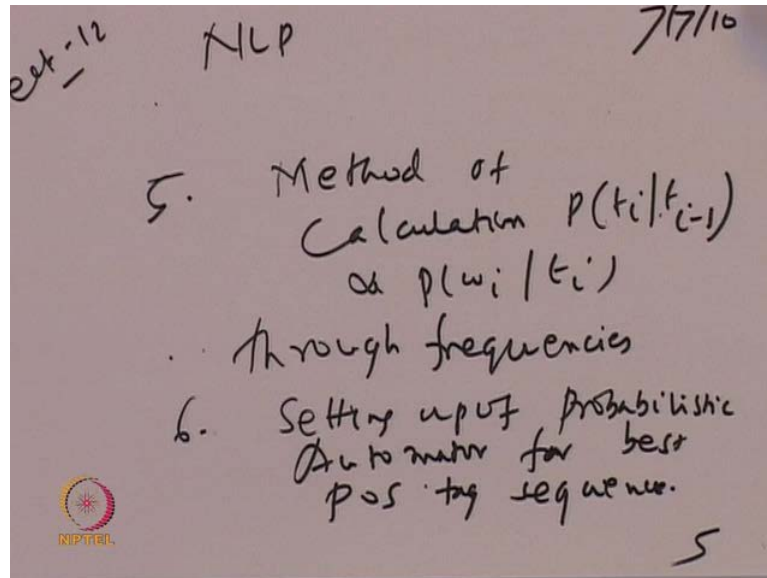 ect-12 NLP 7/7/10
5. Method of
Calculation P(ti|ti-1)
& P(wi|ti)
through frequencies
6. Setting up of Probabilistic
Automator for best
POS tag sequence.
NPTEL
5